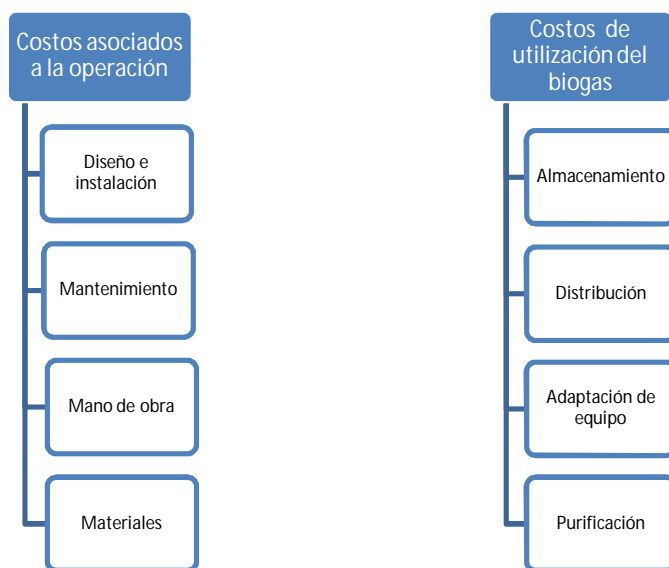 Costos asociados
a la operación
Diseño e
instalación
Mantenimiento
Mano de obra
Materiales
Costos de
utilización del
biogas
Almacenamiento
Distribución
Adaptación de
equipo
Purificación